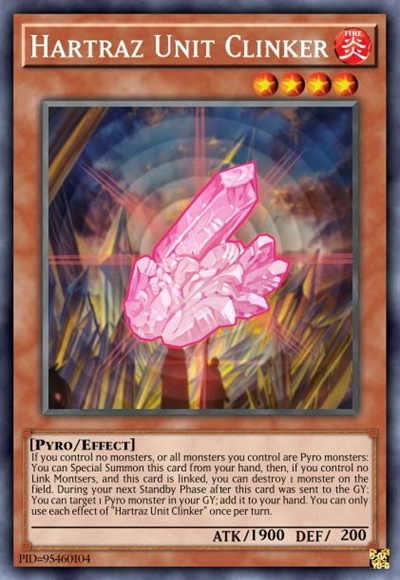 HARTRAZ UNIT CLINKER
FIRE
炎
[PYRO/EFFECT]
If you control no monsters, or all monsters you control are Pyro monsters:
You can Special Summon this card from your hand, then, if you control no
Link Montsers, and this card is linked, you can destroy 1 monster on
the field. During your next Standby Phase after this card was sent to the GY:
You can target 1 Pyro monster in your GY; add it to your hand. You can only
use each effect of "Hartraz Unit Clinker" once per turn.
ATK/1900 DEF/ 200
PID=95460104